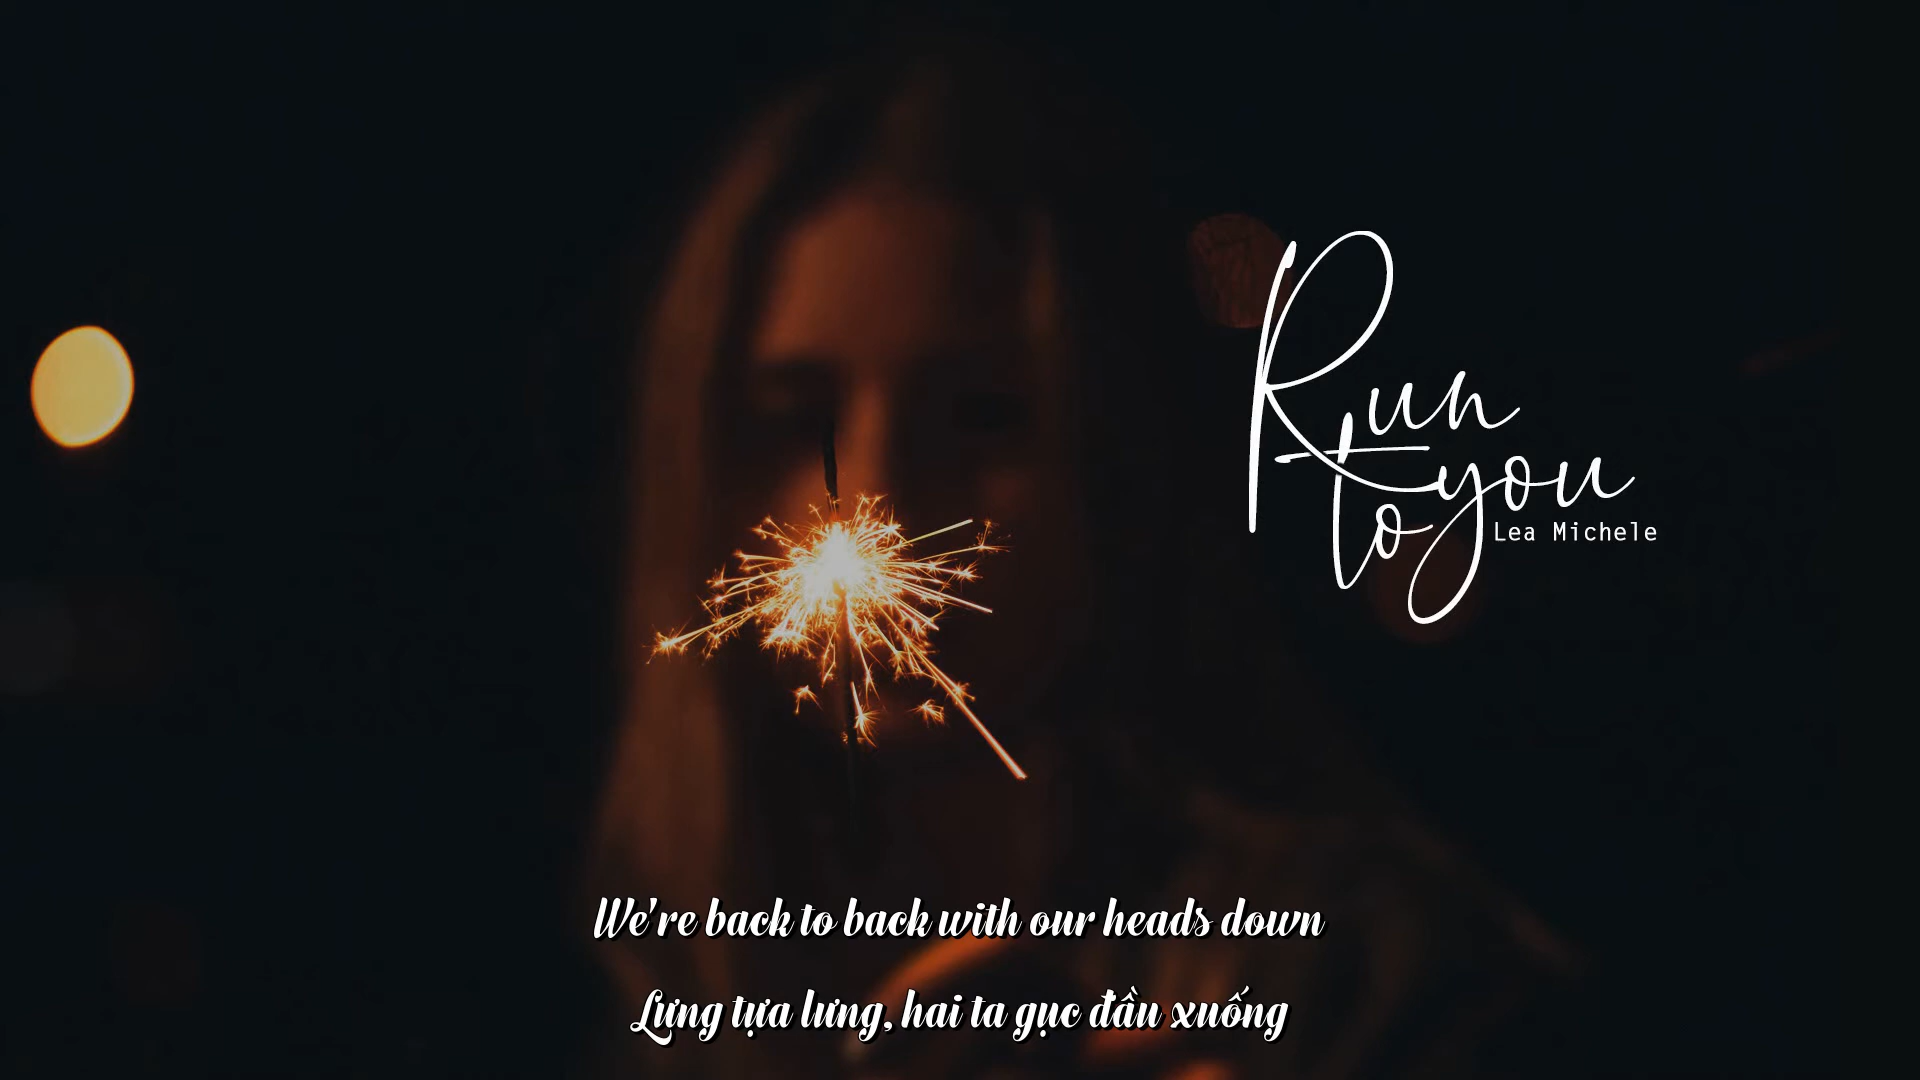 Run
to you
Lea Michele
We're back to back with our heads down
Lưng tựa lưng, hai ta gục đầu xuống